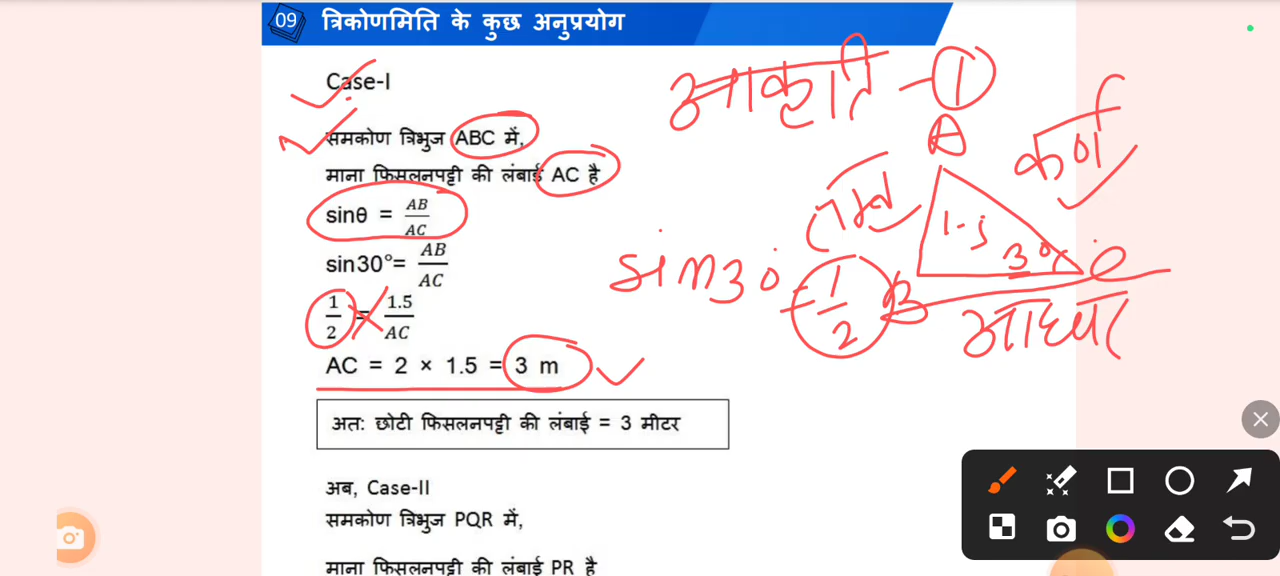 09 त्रिकोणमिति के कुछ अनुप्रयोग
Case-I
समकोण त्रिभुज ABC में,
माना फिसलनपट्टी की लंबाई AC है
sinθ = AB/AC
sin30°= AB/AC
1/2 = 1.5/AC
AC = 2 × 1.5 = 3 m
अतः छोटी फिसलनपट्टी की लंबाई = 3 मीटर
अब, Case-II
समकोण त्रिभुज PQR में,
माना फिसलनपट्टी की लंबाई PR है
आकृति - 1
A
कर्ण
लम्ब
1.5
30°
C
B
आधार
sin30° = 1/2